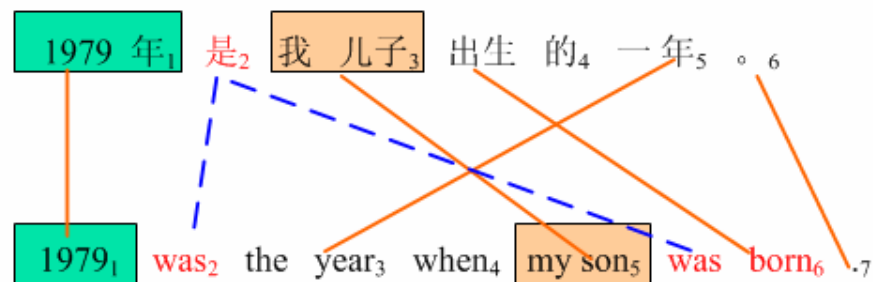 1979 年₁ 是₂ 我 儿子₃ 出生 的₄ 一 年₅ 。₆
1979₁ was₂ the year₃ when₄ my son₅ was born₆ .₇